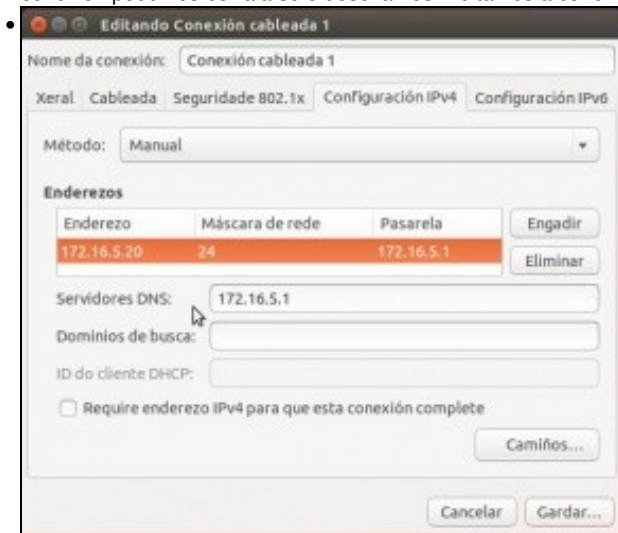 Editando Conexión cableada 1
Nome da conexión: Conexión cableada 1
Xeral Cableada Seguridade 802.1x Configuración IPv4 Configuración IPv6
Método: Manual
Enderezos
Enderezo Máscara de rede Pasarela Engadir
172.16.5.20 24 172.16.5.1 Eliminar
Servidores DNS: 172.16.5.1
Dominios de busca:
ID do cliente DHCP:
Require enderezo IPv4 para que esta conexión complete
Camiños...
Cancelar Gardar...